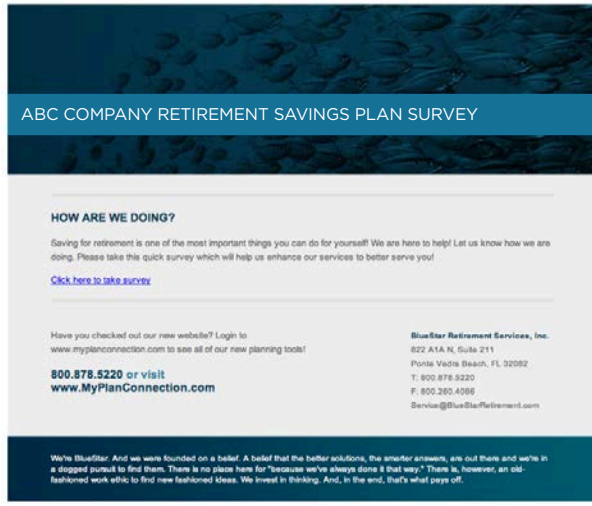 ABC COMPANY RETIREMENT SAVINGS PLAN SURVEY
HOW ARE WE DOING?
Saving for retirement is one of the most important things you can do for yourself! We are here to help! Let us know how we are
doing. Please take this quick survey which will help us enhance our services to better serve you!
Click here to take survey
Have you checked out our new website? Login to
www.myplanconnection.com to see all of our new planning tools!
800.878.5220 or visit
www.MyPlanConnection.com
BlueStar Retirement Services, Inc.
822 A1A N, Suite 211
Ponte Vedra Beach, FL 32082
T: 800.878.5220
F: 800.260.4086
Service@BlueStarRetirement.com
We're BlueStar. And we were founded on a belief. A belief that the better solutions, the smarter answers, are out there and we're in
a dogged pursuit to find them. There is no place here for "because we've always done it that way." There is, however, an old-
fashioned work ethic to find new fashioned ideas. We invest in thinking. And, in the end, that's what pays off.